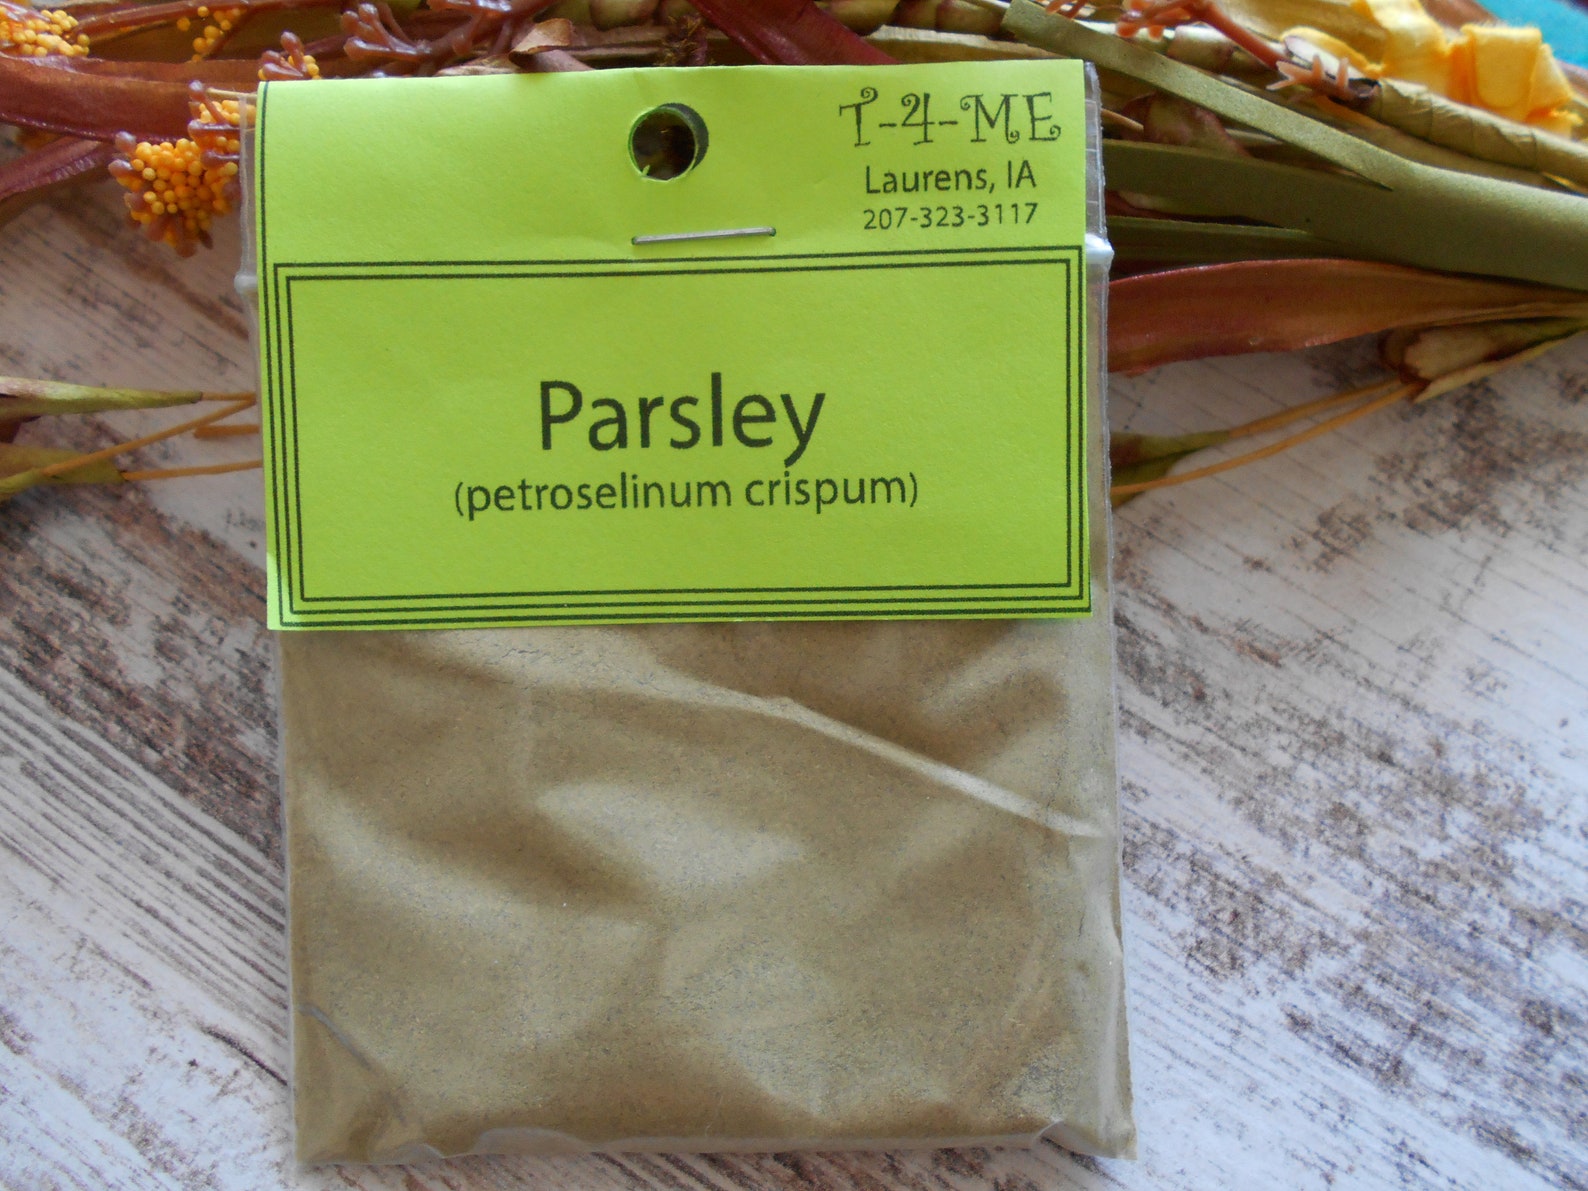 T-4-ME
Laurens, IA
207-323-3117
Parsley
(petroselinum crispum)